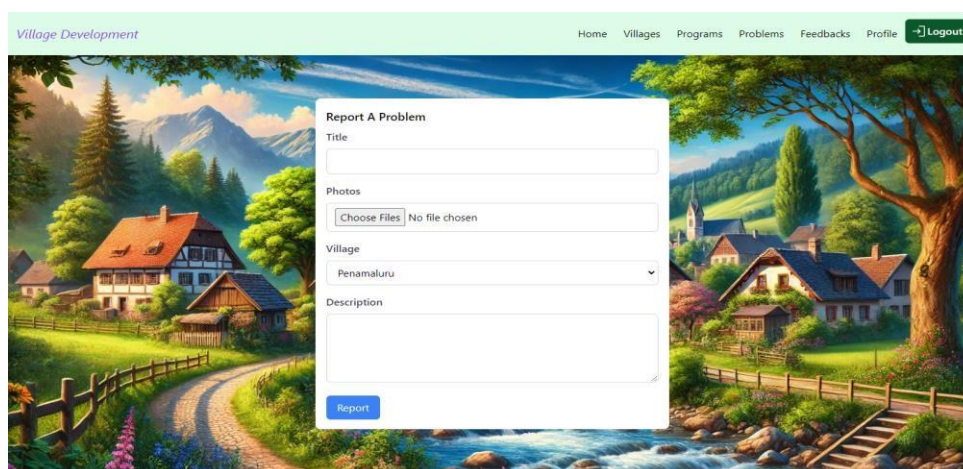 Village Development
Home Villages Programs Problems Feedbacks Profile Logout
Report A Problem
Title
Photos
Choose Files No file chosen
Village
Penamaluru
Description
Report